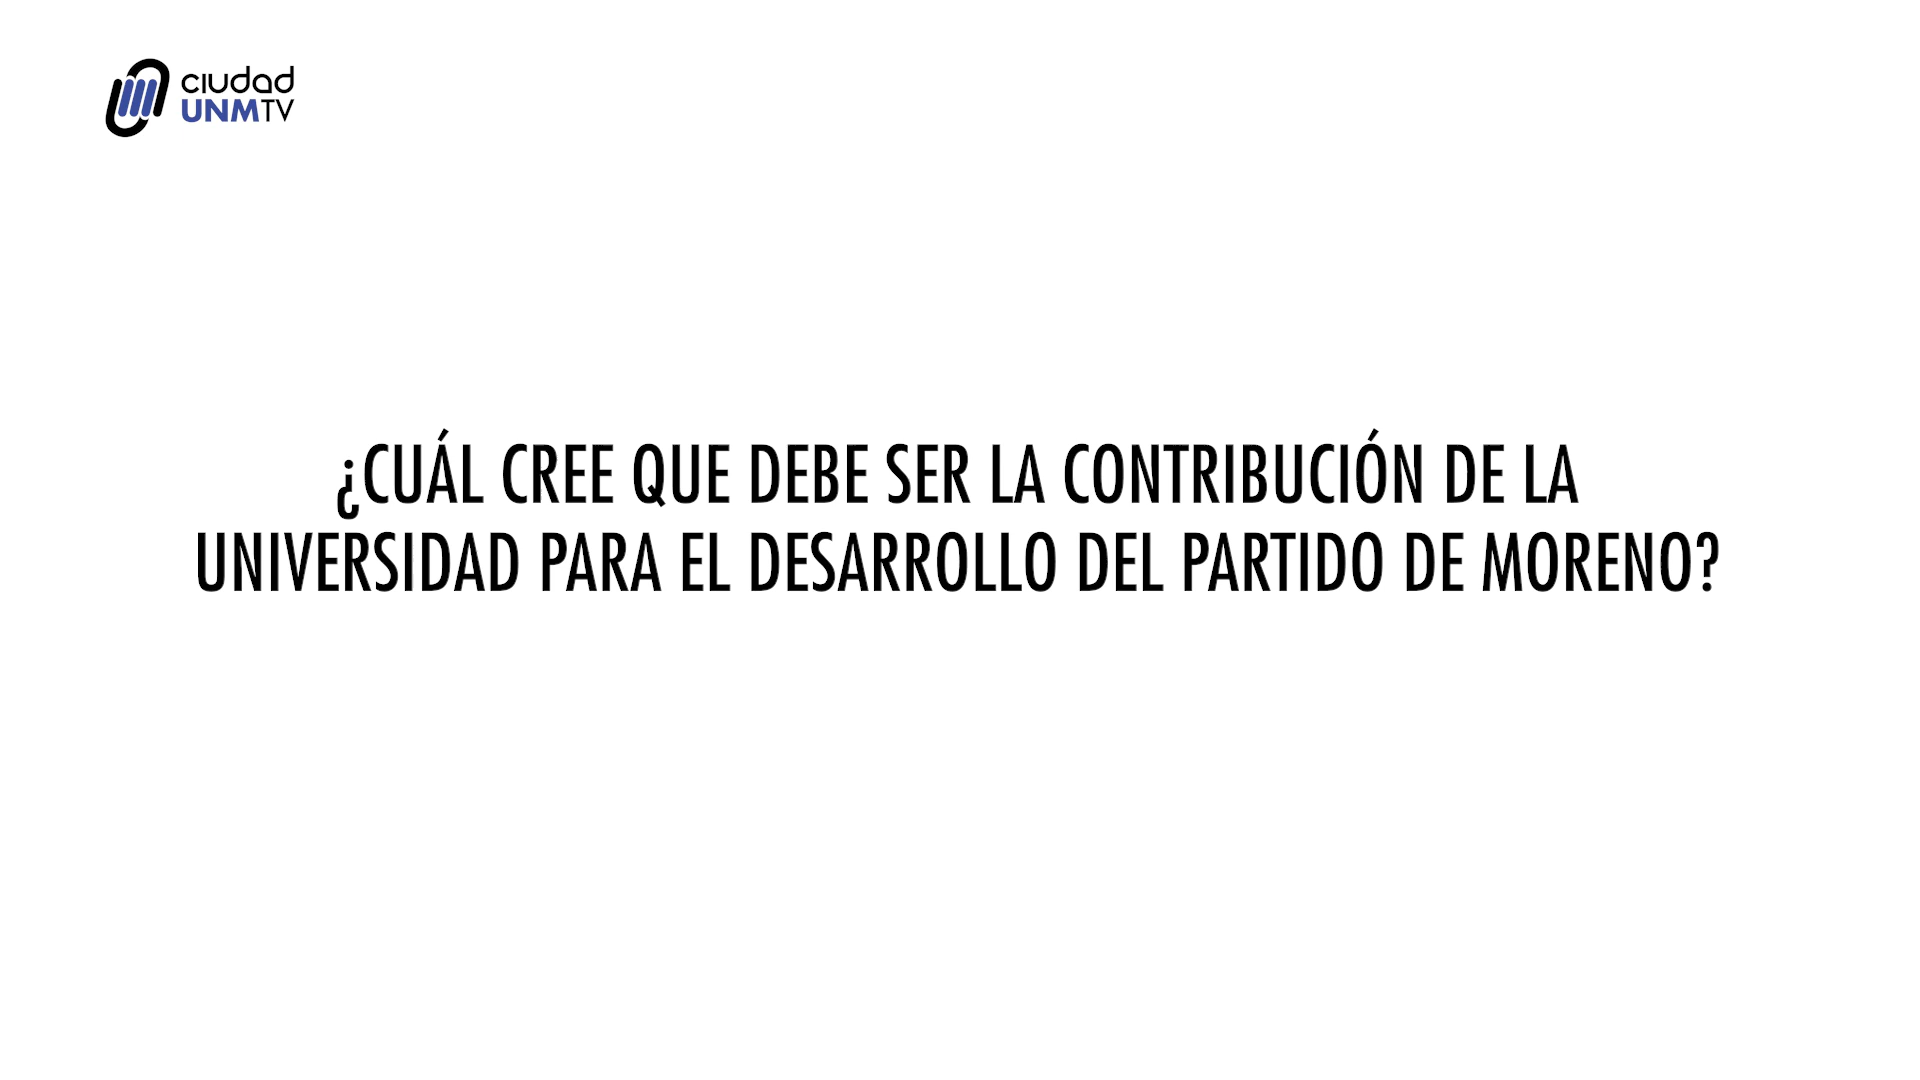 ciudad
UNMTV
¿CUÁL CREE QUE DEBE SER LA CONTRIBUCIÓN DE LA
UNIVERSIDAD PARA EL DESARROLLO DEL PARTIDO DE MORENO?